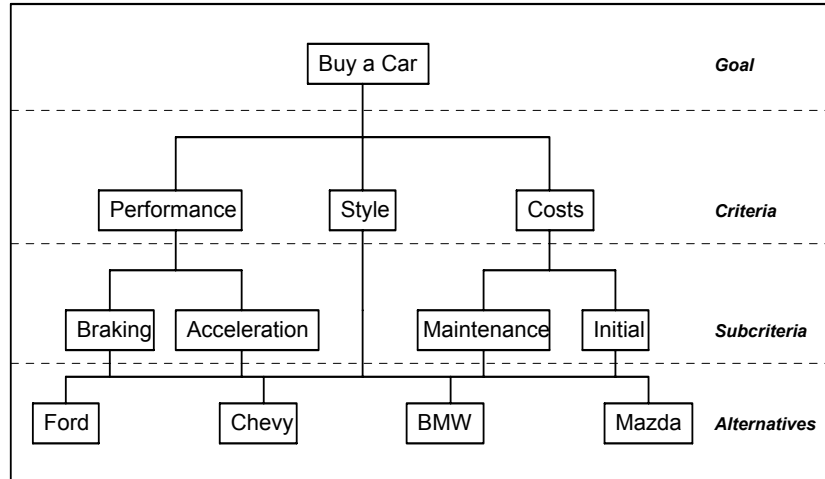 Buy a Car
Goal
Performance
Style
Costs
Criteria
Braking
Acceleration
Maintenance
Initial
Subcriteria
Ford
Chevy
BMW
Mazda
Alternatives